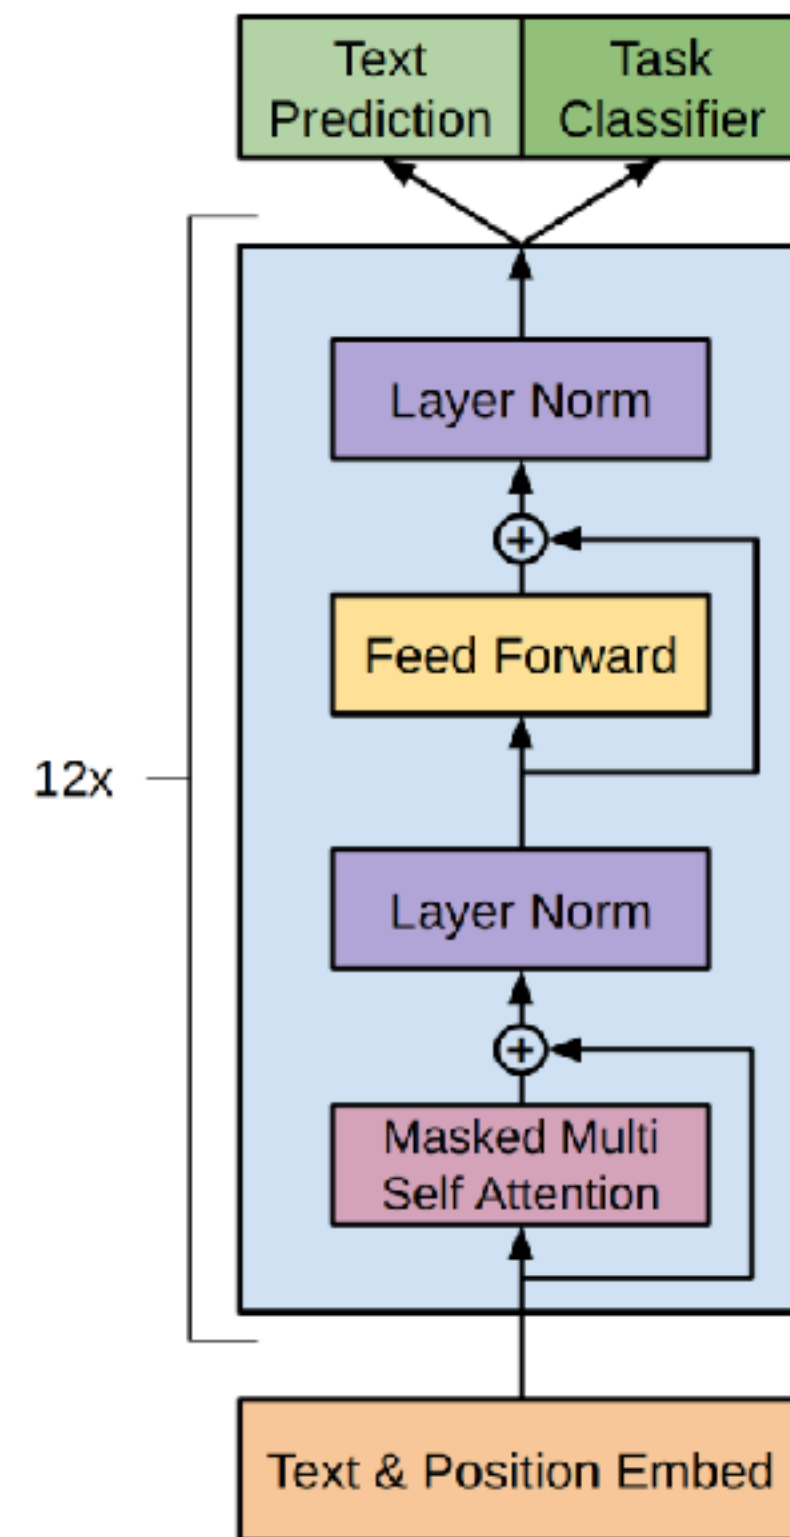 Text
Prediction
Task
Classifier
Layer Norm
+
Feed Forward
12x
Layer Norm
+
Masked Multi
Self Attention
Text & Position Embed